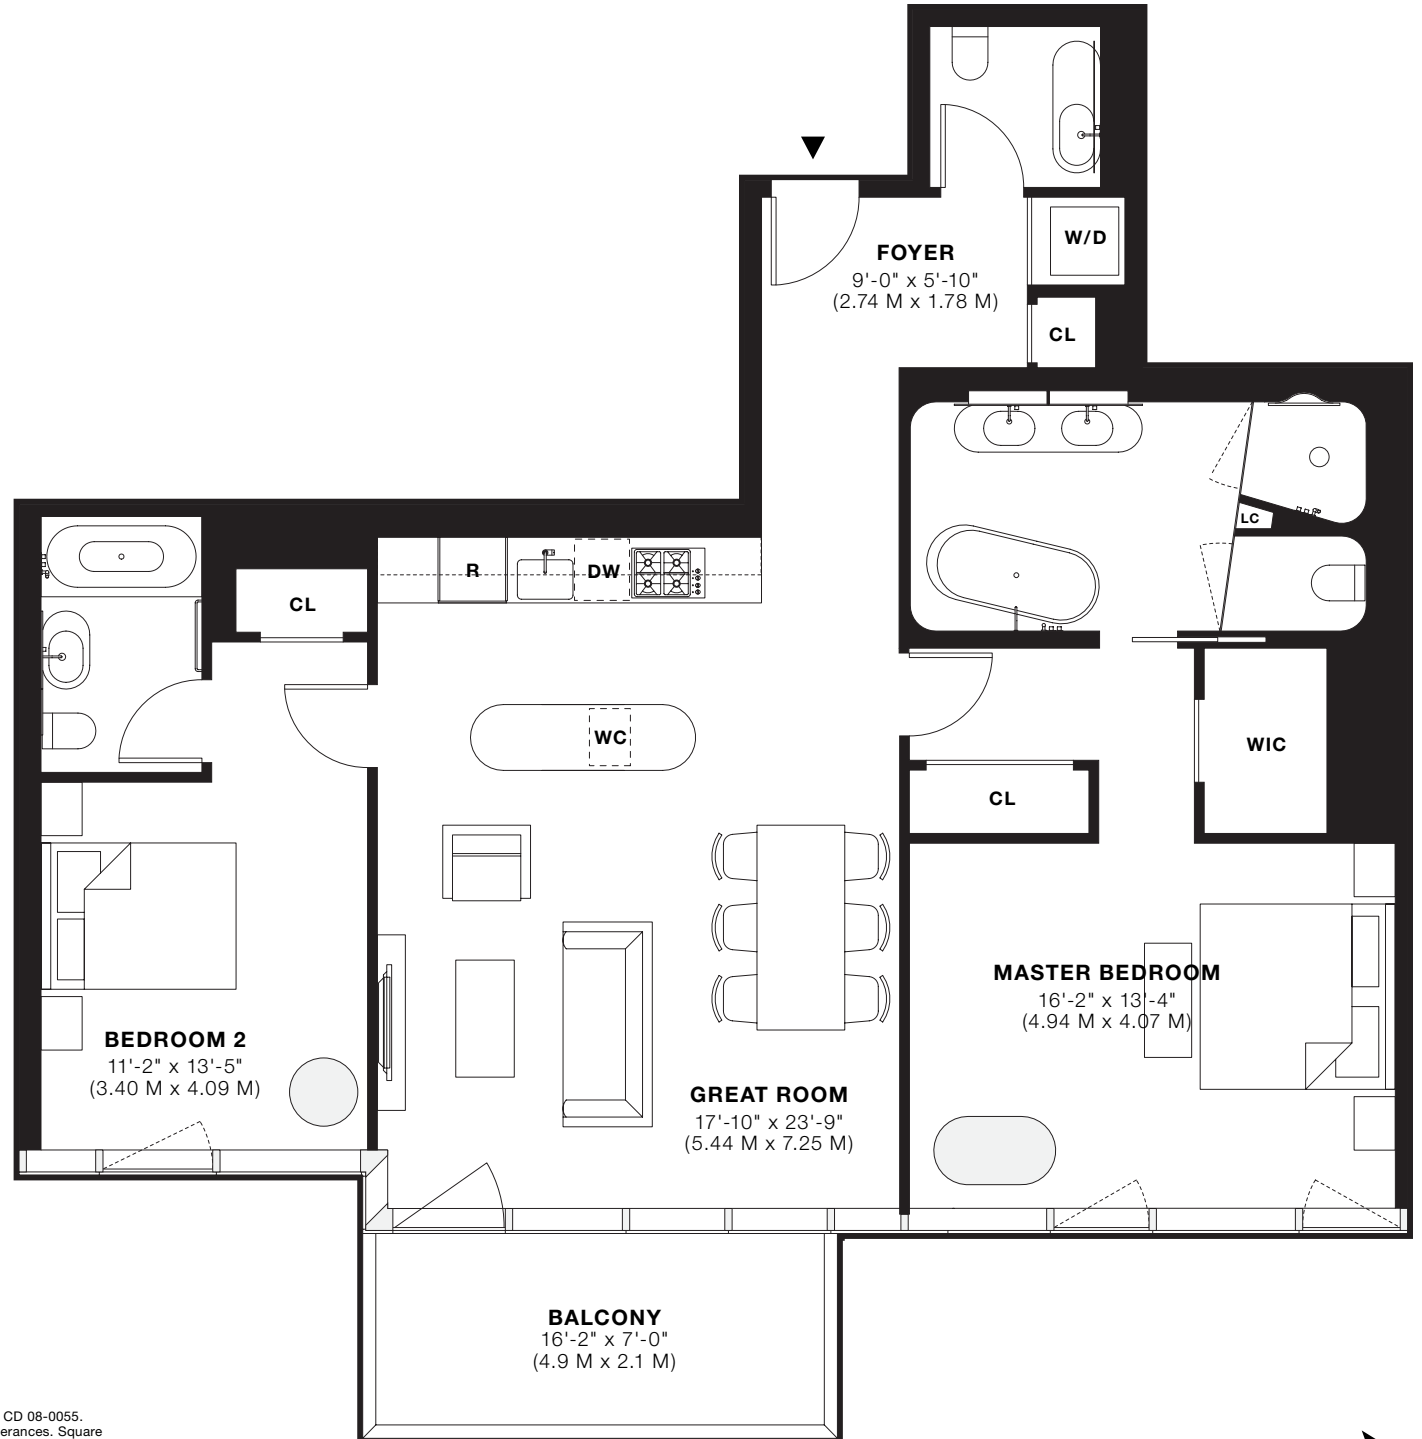 FOYER
9'-0" x 5'-10"
(2.74 M x 1.78 M)
W/D
CL
LC
R
DW
CL
WC
WIC
CL
MASTER BEDROOM
16'-2" x 13'-4"
(4.94 M x 4.07 M)
BEDROOM 2
11'-2" x 13'-5"
(3.40 M x 4.09 M)
GREAT ROOM
17'-10" x 23'-9"
(5.44 M x 7.25 M)
BALCONY
16'-2" x 7'-0"
(4.9 M x 2.1 M)
CD 08-0055.
erances. Square